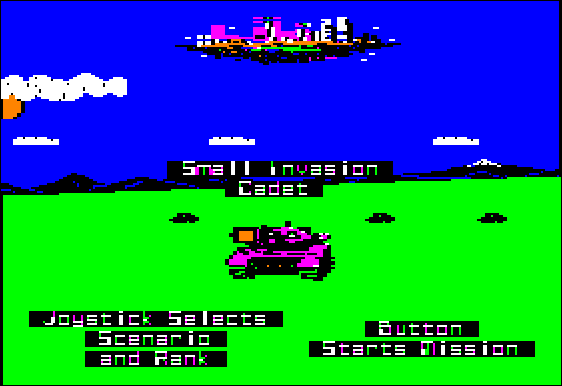 Small Invasion
Cadet
Joystick Selects
Scenario
and Rank
Button
Starts Mission